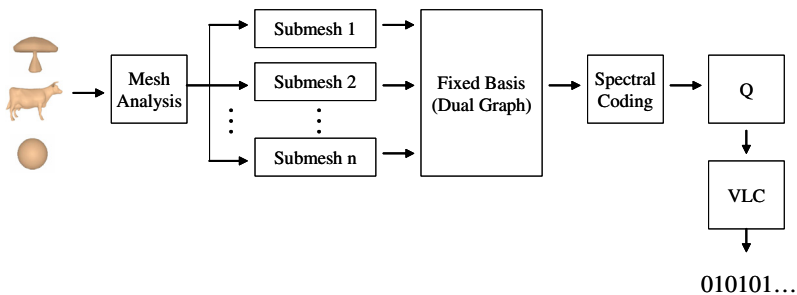 Mesh
Analysis
Submesh 1
Submesh 2
Submesh n
Fixed Basis
(Dual Graph)
Spectral
Coding
Q
VLC
010101…